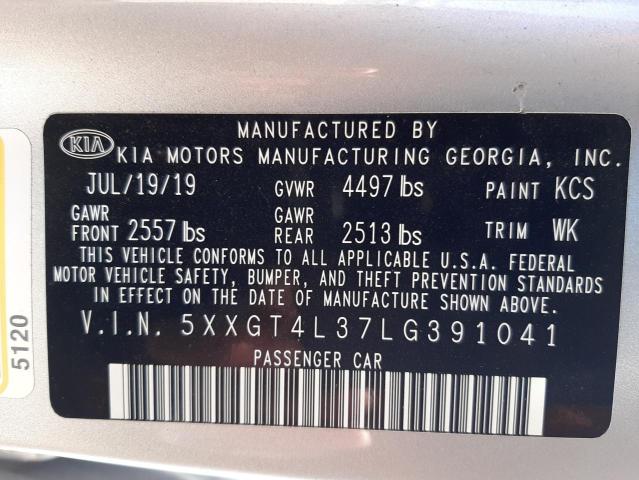 KIA
MANUFACTURED BY
KIA MOTORS MANUFACTURING GEORGIA, INC.
JUL/19/19 GVWR 4497 lbs PAINT KCS
GAWR FRONT 2557 lbs GAWR REAR 2513 lbs TRIM WK
THIS VEHICLE CONFORMS TO ALL APPLICABLE U.S.A. FEDERAL
MOTOR VEHICLE SAFETY, BUMPER, AND THEFT PREVENTION STANDARDS
IN EFFECT ON THE DATE OF MANUFACTURE SHOWN ABOVE.
V.I.N. 5XXGT4L37LG391041
PASSENGER CAR
5120